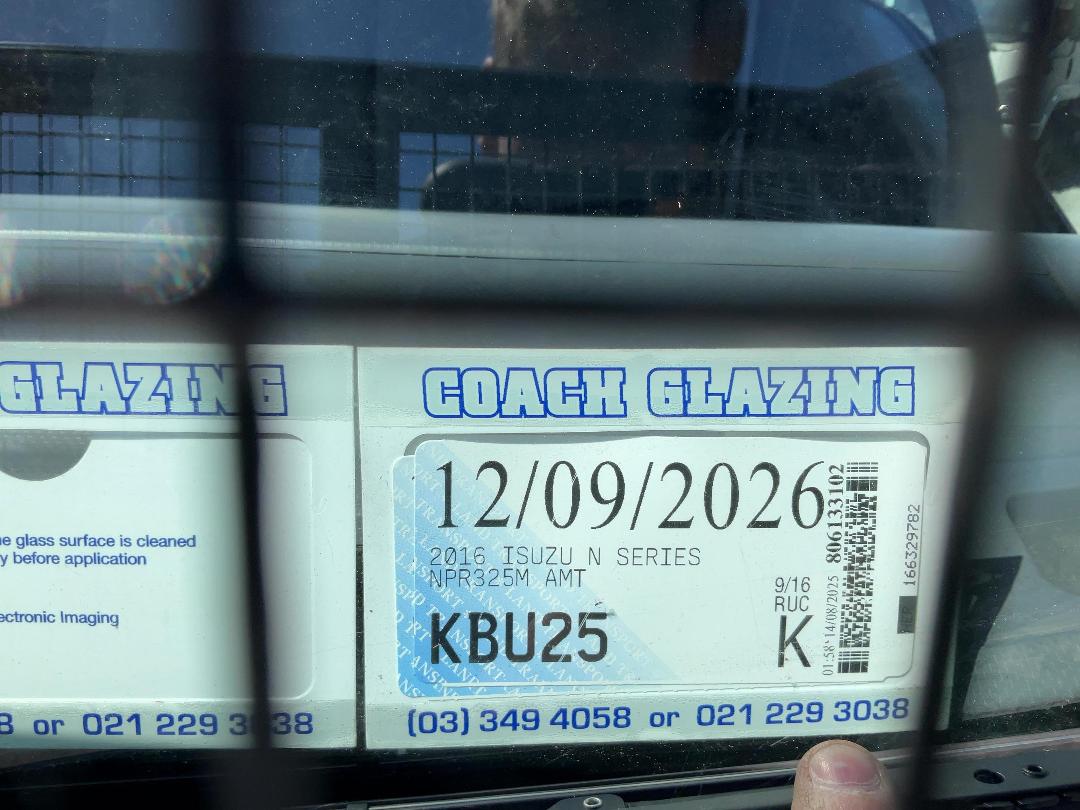 GLAZING
he glass surface is cleaned
y before application
ectronic Imaging
8 or 021 229 3038
COACH GLAZING
12/09/2026
2016 ISUZU N SERIES
NPR325M AMT
9/16
RUC
KBU25
K
01:58 14/08/2025
806133102
166329782
(03) 349 4058 or 021 229 3038